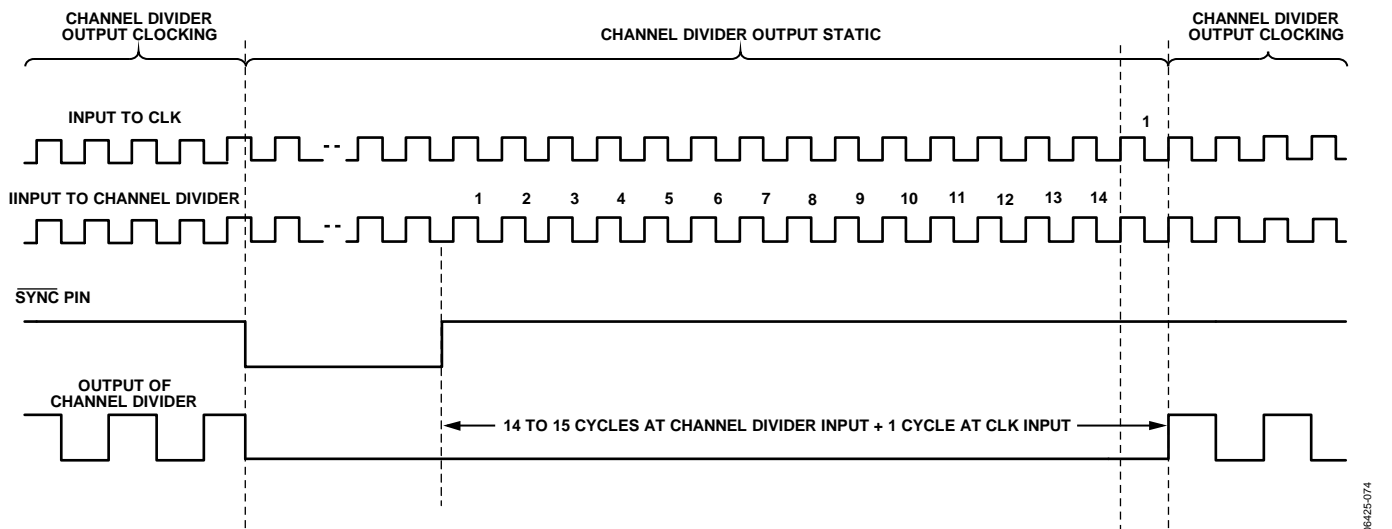 CHANNEL DIVIDER
OUTPUT CLOCKING
CHANNEL DIVIDER OUTPUT STATIC
CHANNEL DIVIDER
OUTPUT CLOCKING
INPUT TO CLK
1
IINPUT TO CHANNEL DIVIDER
1 2 3 4 5 6 7 8 9 10 11 12 13 14
SYNC PIN
OUTPUT OF
CHANNEL DIVIDER
14 TO 15 CYCLES AT CHANNEL DIVIDER INPUT + 1 CYCLE AT CLK INPUT
06425-074